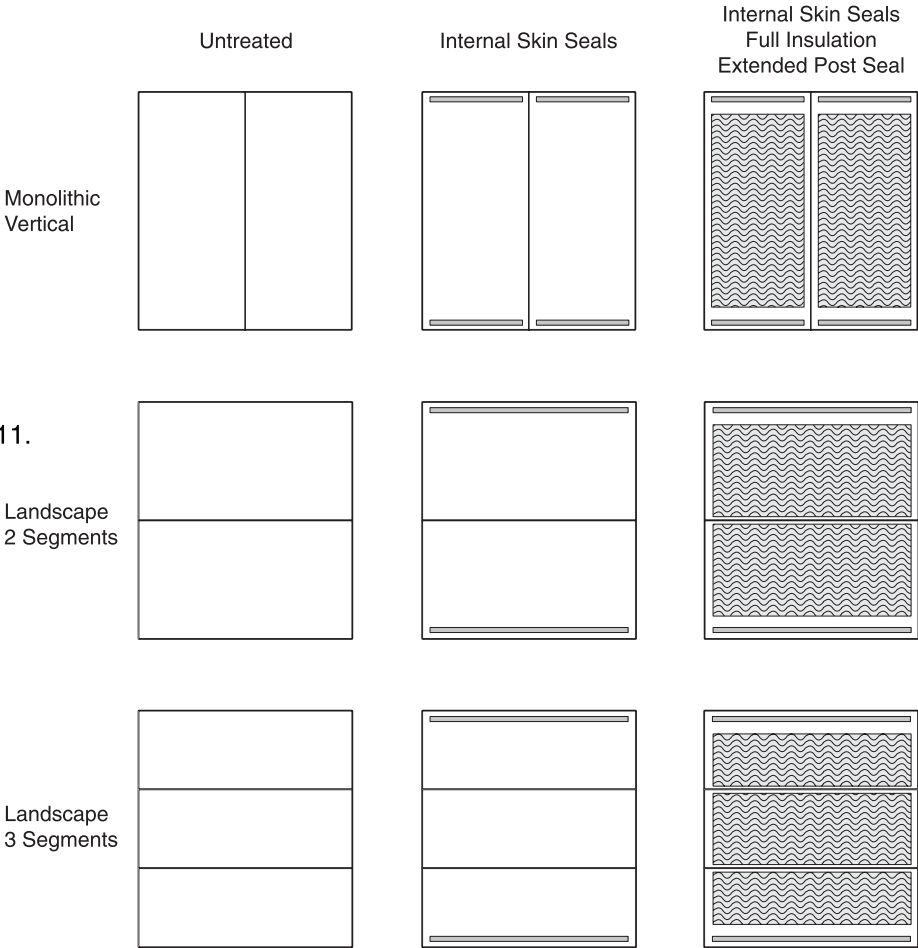 Untreated
Internal Skin Seals
Internal Skin Seals
Full Insulation
Extended Post Seal
Monolithic
Vertical
11.
Landscape
2 Segments
Landscape
3 Segments